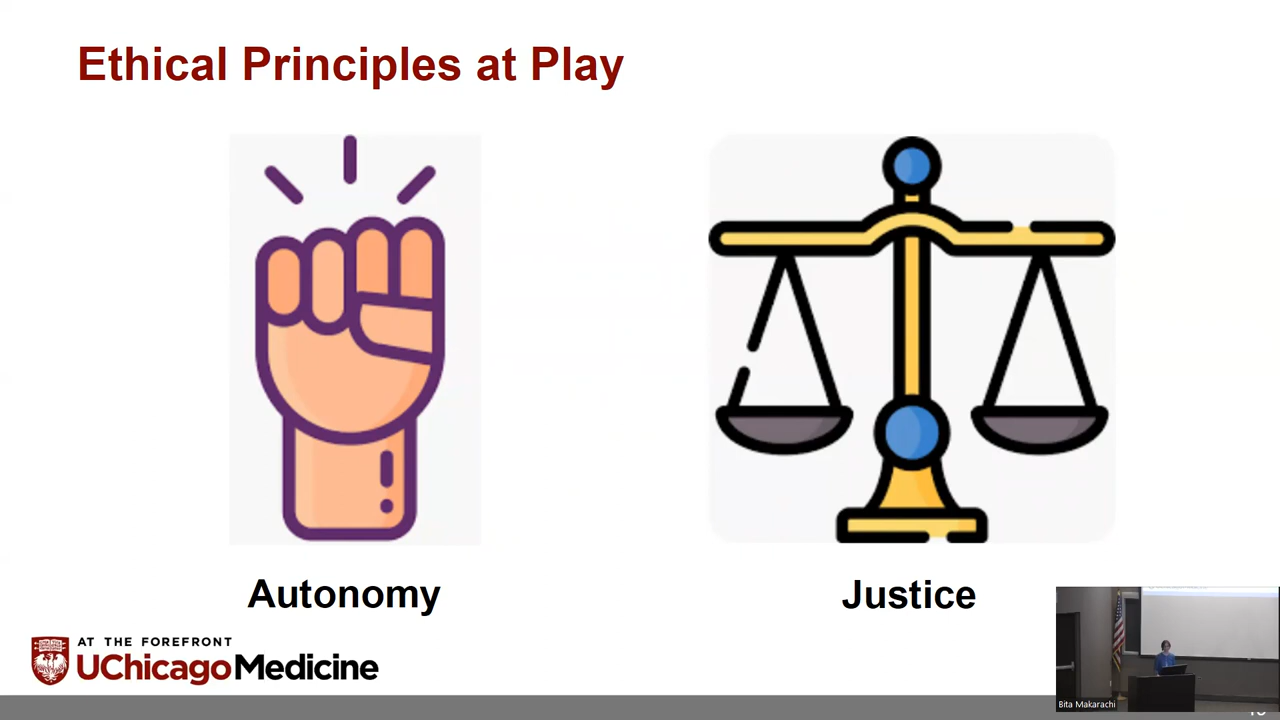 Ethical Principles at Play
Autonomy
Justice
AT THE FOREFRONT
UChicagoMedicine
Bita Makarachi